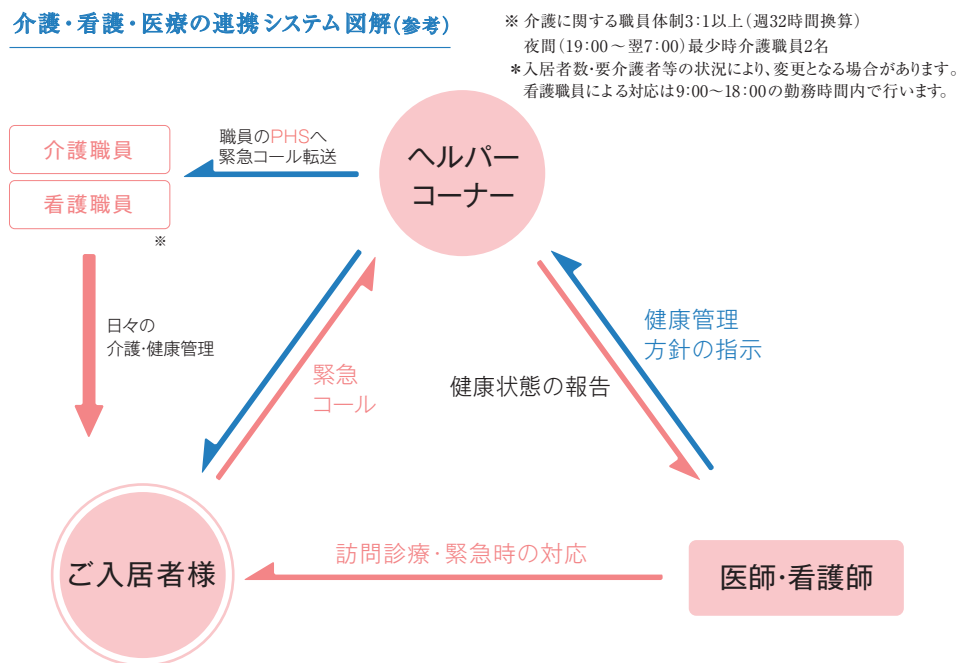 介護・看護・医療の連携システム図解(参考)
※ 介護に関する職員体制3:1以上(週32時間換算)
夜間(19:00～翌7:00)最少時介護職員2名
*入居者数・要介護者等の状況により、変更となる場合があります。
看護職員による対応は9:00～18:00の勤務時間内で行います。
介護職員
看護職員
※
職員のPHSへ
緊急コール転送
ヘルパー
コーナー
日々の
介護・健康管理
緊急
コール
健康状態の報告
健康管理
方針の指示
ご入居者様
訪問診療・緊急時の対応
医師・看護師